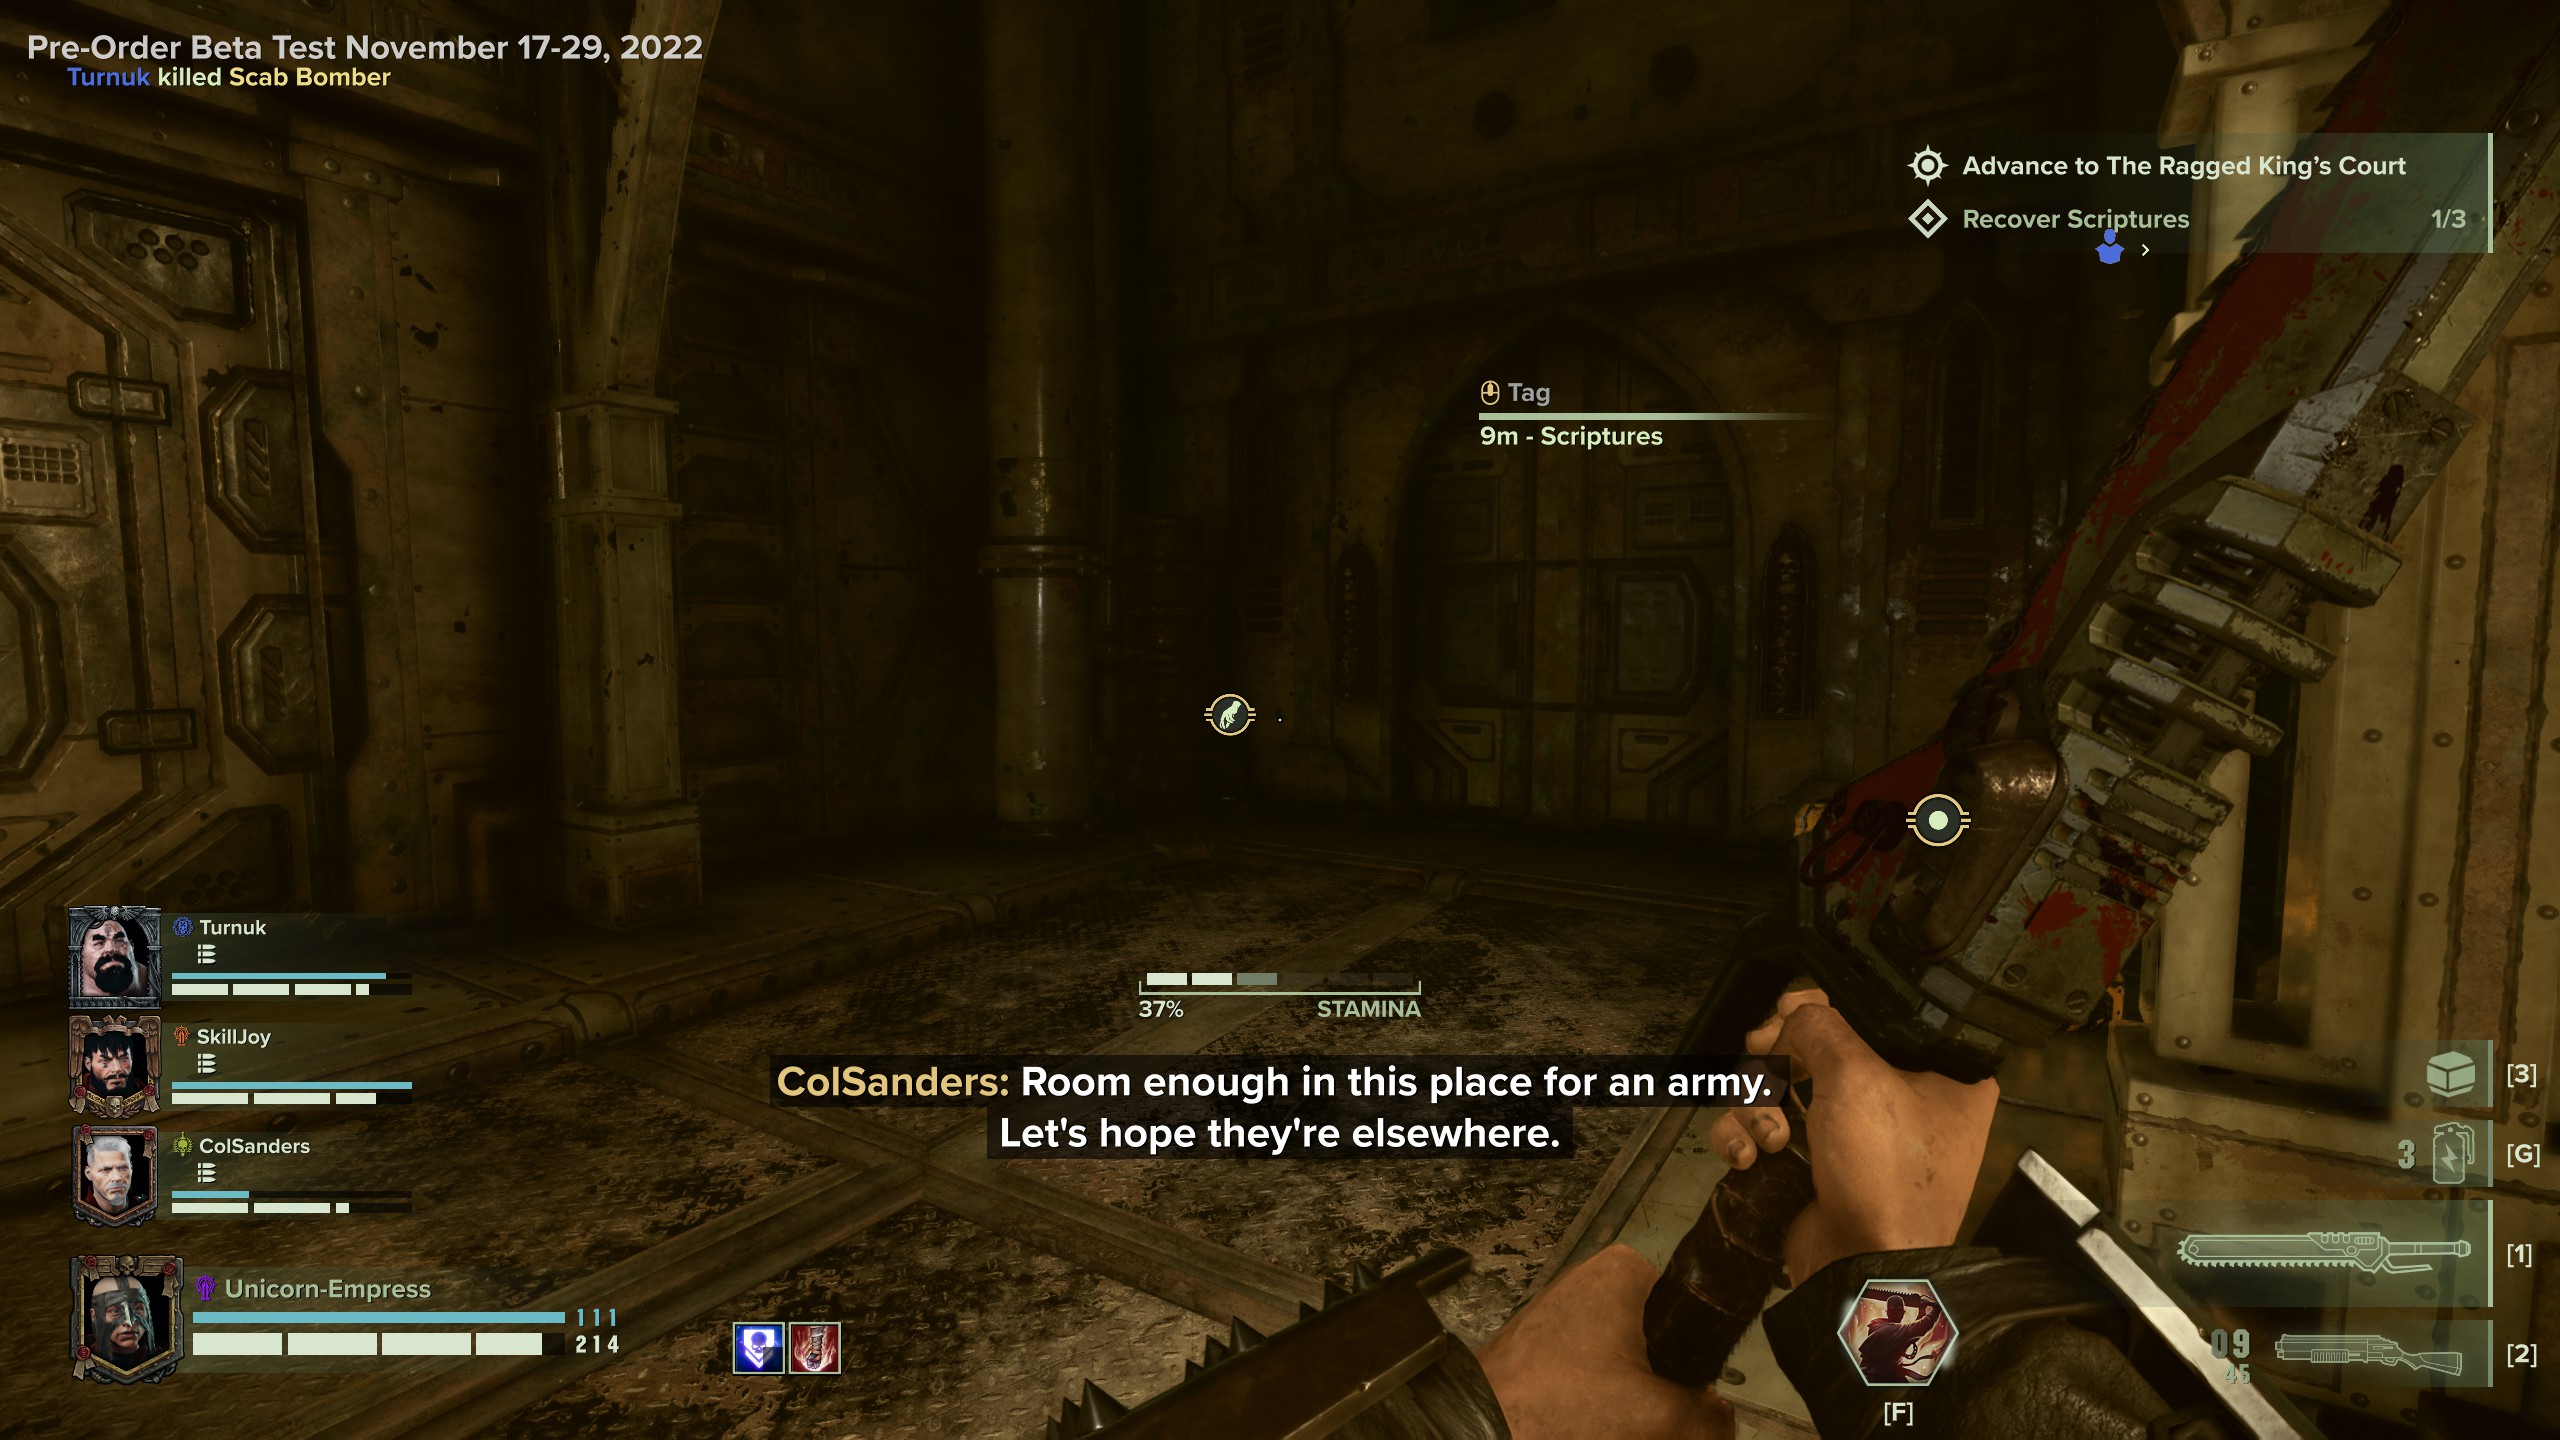 Pre-Order Beta Test November 17-29, 2022
Turnuk killed Scab Bomber
Advance to The Ragged King's Court
Recover Scriptures 1/3
Tag
9m - Scriptures
37% STAMINA
ColSanders: Room enough in this place for an army.
Let's hope they're elsewhere.
Turnuk
SkillJoy
ColSanders
Unicorn-Empress
111
214
[F]
[3]
3 [G]
[1]
09
45
[2]